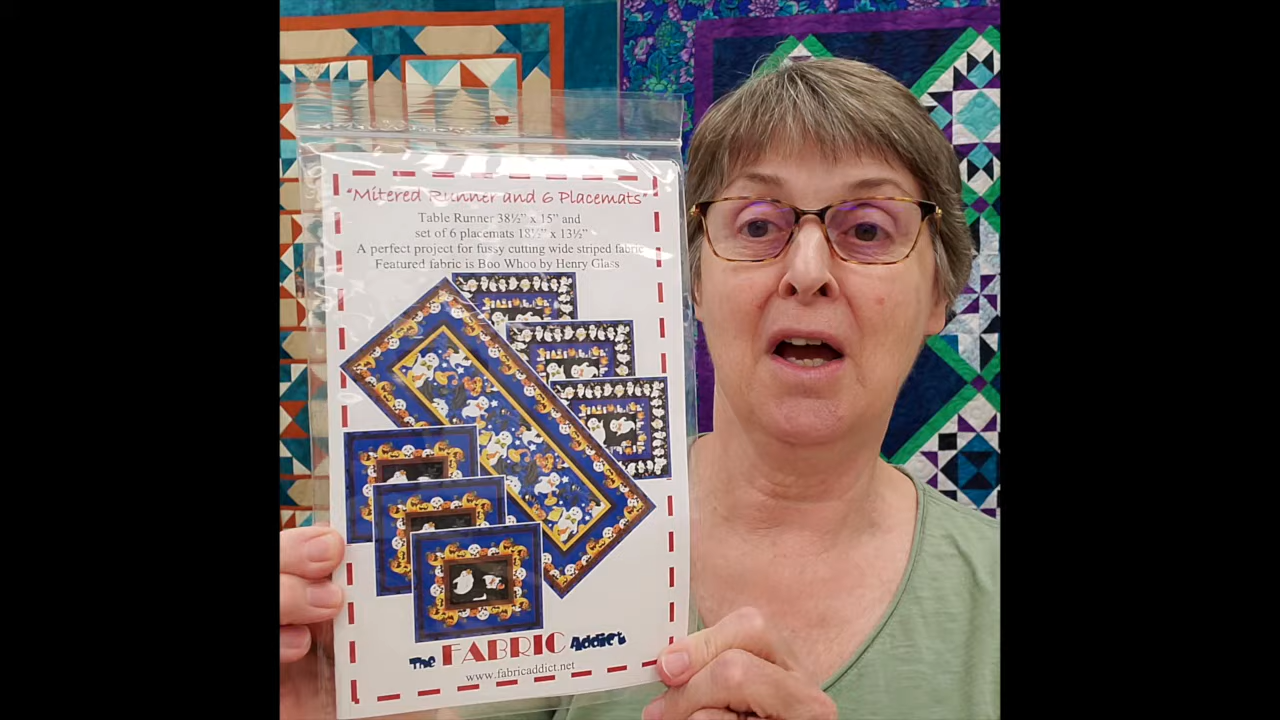 "Mitered Runner and 6 Placemats"
Table Runner 38½" x 15" and
set of 6 placemats 18½" x 13½"
A perfect project for fussy cutting wide striped fabric
Featured fabric is Boo Whoo by Henry Glass
The FABRIC Addict
www.fabricaddict.net